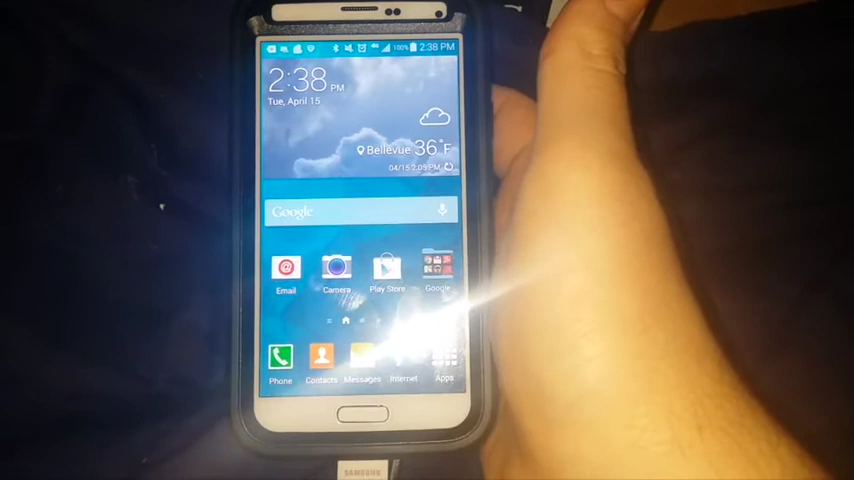 100% 2:38 PM
2:38 PM
Tue, April 15
Bellevue 36°F
04/15 2:05 PM
Google
Email Camera Play Store Google
Phone Contacts Messages Internet Apps
SAMSUNG